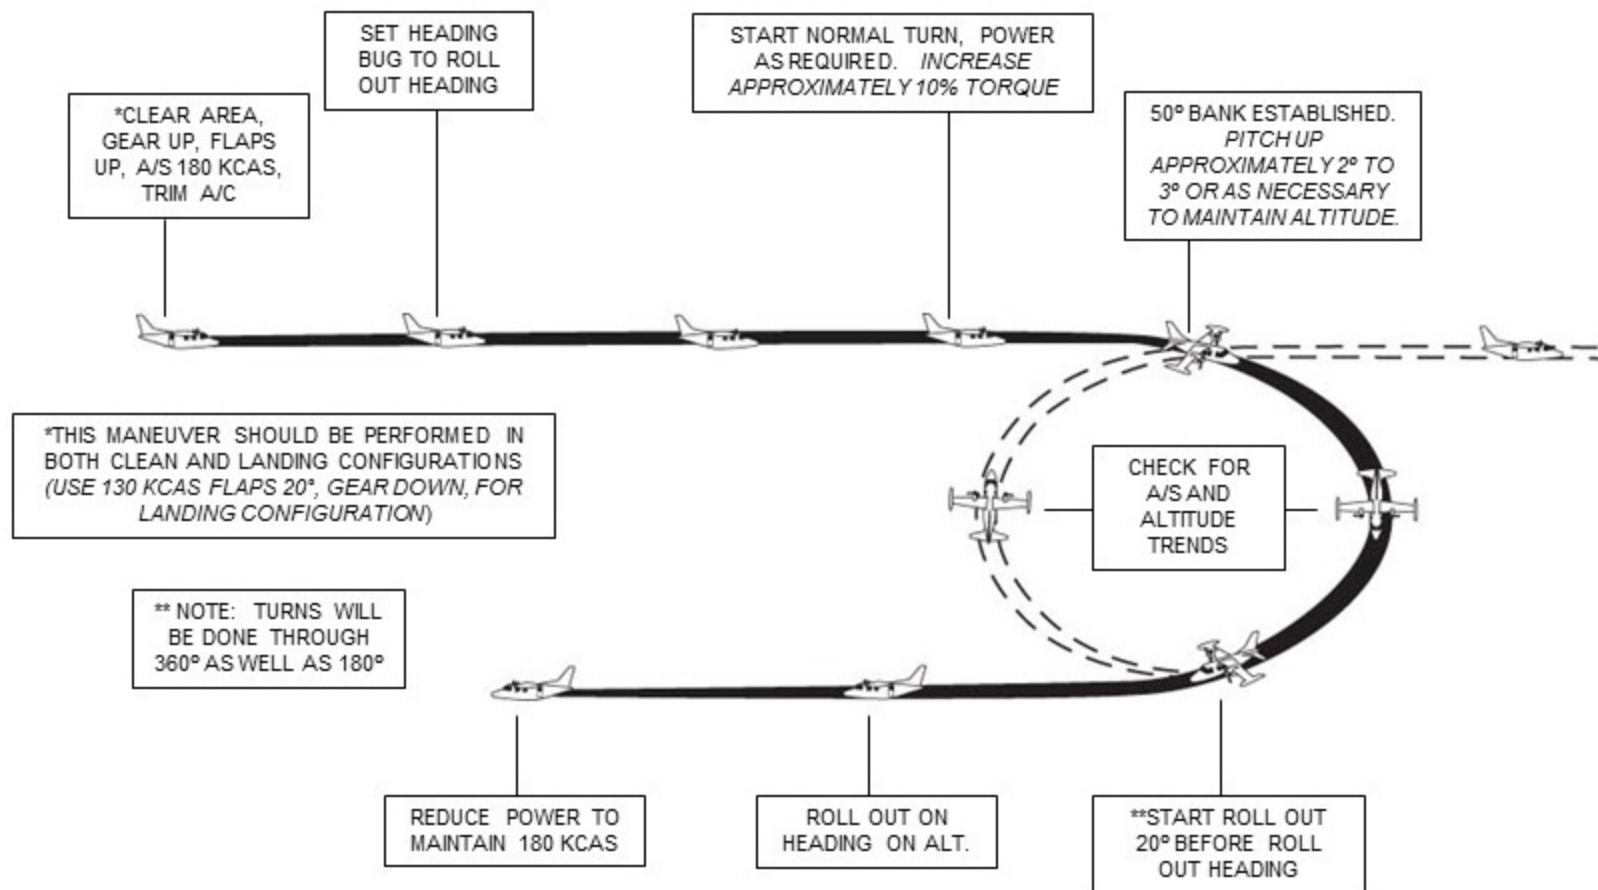 *CLEAR AREA,
GEAR UP, FLAPS
UP, A/S 180 KCAS,
TRIM A/C
SET HEADING
BUG TO ROLL
OUT HEADING
START NORMAL TURN, POWER
AS REQUIRED. INCREASE
APPROXIMATELY 10% TORQUE
50º BANK ESTABLISHED.
PITCH UP
APPROXIMATELY 2º TO
3º OR AS NECESSARY
TO MAINTAIN ALTITUDE.
*THIS MANEUVER SHOULD BE PERFORMED IN
BOTH CLEAN AND LANDING CONFIGURATIONS
(USE 130 KCAS FLAPS 20°, GEAR DOWN, FOR
LANDING CONFIGURATION)
CHECK FOR
A/S AND
ALTITUDE
TRENDS
** NOTE: TURNS WILL
BE DONE THROUGH
360º AS WELL AS 180º
REDUCE POWER TO
MAINTAIN 180 KCAS
ROLL OUT ON
HEADING ON ALT.
**START ROLL OUT
20º BEFORE ROLL
OUT HEADING